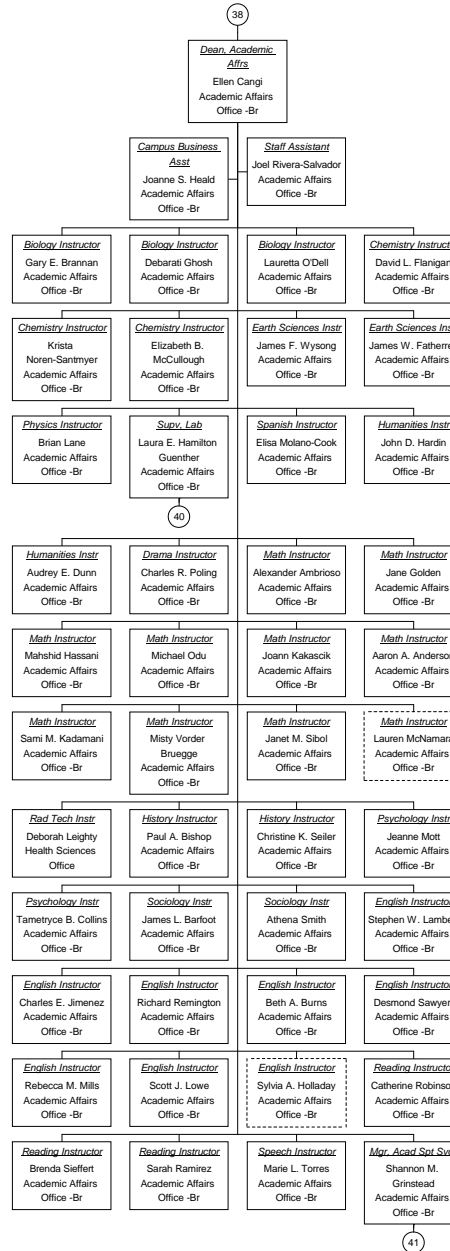 38
Dean, Academic
Affrs
Ellen Cangi
Academic Affairs
Office -Br
Campus Business
Asst
Joanne S. Heald
Academic Affairs
Office -Br
Staff Assistant
Joel Rivera-Salvador
Academic Affairs
Office -Br
Biology Instructor
Gary E. Brannan
Academic Affairs
Office -Br
Biology Instructor
Debarati Ghosh
Academic Affairs
Office -Br
Biology Instructor
Lauretta O'Dell
Academic Affairs
Office -Br
Chemistry Instructo
David L. Flanigan
Academic Affairs
Office -Br
Chemistry Instructor
Krista
Noren-Santmyer
Academic Affairs
Office -Br
Chemistry Instructor
Elizabeth B.
McCullough
Academic Affairs
Office -Br
Earth Sciences Instr
James F. Wysong
Academic Affairs
Office -Br
Earth Sciences Inst
James W. Fatherre
Academic Affairs
Office -Br
Physics Instructor
Brian Lane
Academic Affairs
Office -Br
Supv, Lab
Laura E. Hamilton
Guenther
Academic Affairs
Office -Br
40
Spanish Instructor
Elisa Molano-Cook
Academic Affairs
Office -Br
Humanities Instr
John D. Hardin
Academic Affairs
Office -Br
Humanities Instr
Audrey E. Dunn
Academic Affairs
Office -Br
Drama Instructor
Charles R. Poling
Academic Affairs
Office -Br
Math Instructor
Alexander Ambrioso
Academic Affairs
Office -Br
Math Instructor
Jane Golden
Academic Affairs
Office -Br
Math Instructor
Mahshid Hassani
Academic Affairs
Office -Br
Math Instructor
Michael Odu
Academic Affairs
Office -Br
Math Instructor
Joann Kakascik
Academic Affairs
Office -Br
Math Instructor
Aaron A. Anderson
Academic Affairs
Office -Br
Math Instructor
Sami M. Kadamani
Academic Affairs
Office -Br
Math Instructor
Misty Vorder
Bruegge
Academic Affairs
Office -Br
Math Instructor
Janet M. Sibol
Academic Affairs
Office -Br
Math Instructor
Lauren McNamara
Academic Affairs
Office -Br
Rad Tech Instr
Deborah Leighty
Health Sciences
Office
History Instructor
Paul A. Bishop
Academic Affairs
Office -Br
History Instructor
Christine K. Seiler
Academic Affairs
Office -Br
Psychology Instr
Jeanne Mott
Academic Affairs
Office -Br
Psychology Instr
Tametryce B. Collins
Academic Affairs
Office -Br
Sociology Instr
James L. Barfoot
Academic Affairs
Office -Br
Sociology Instr
Athena Smith
Academic Affairs
Office -Br
English Instructor
Stephen W. Lambe
Academic Affairs
Office -Br
English Instructor
Charles E. Jimenez
Academic Affairs
Office -Br
English Instructor
Richard Remington
Academic Affairs
Office -Br
English Instructor
Beth A. Burns
Academic Affairs
Office -Br
English Instructor
Desmond Sawyer
Academic Affairs
Office -Br
English Instructor
Rebecca M. Mills
Academic Affairs
Office -Br
English Instructor
Scott J. Lowe
Academic Affairs
Office -Br
English Instructor
Sylvia A. Holladay
Academic Affairs
Office -Br
Reading Instructor
Catherine Robinso
Academic Affairs
Office -Br
Reading Instructor
Brenda Sieffert
Academic Affairs
Office -Br
Reading Instructor
Sarah Ramirez
Academic Affairs
Office -Br
Speech Instructor
Marie L. Torres
Academic Affairs
Office -Br
Mgr, Acad Spt Svc
Shannon M.
Grinstead
Academic Affairs
Office -Br
41